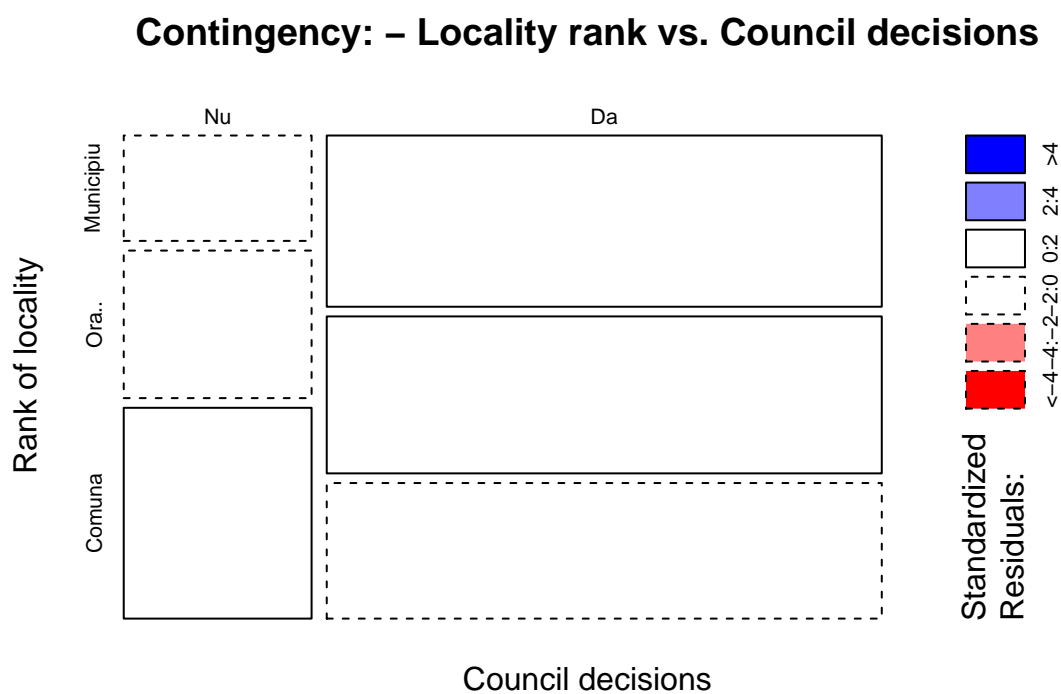 Contingency: – Locality rank vs. Council decisions
Nu
Da
Municipiu
Ora..
Comuna
Rank of locality
Council decisions
>4
2:4
0:2
−2:0
−4:−2
<−4
Standardized
Residuals: